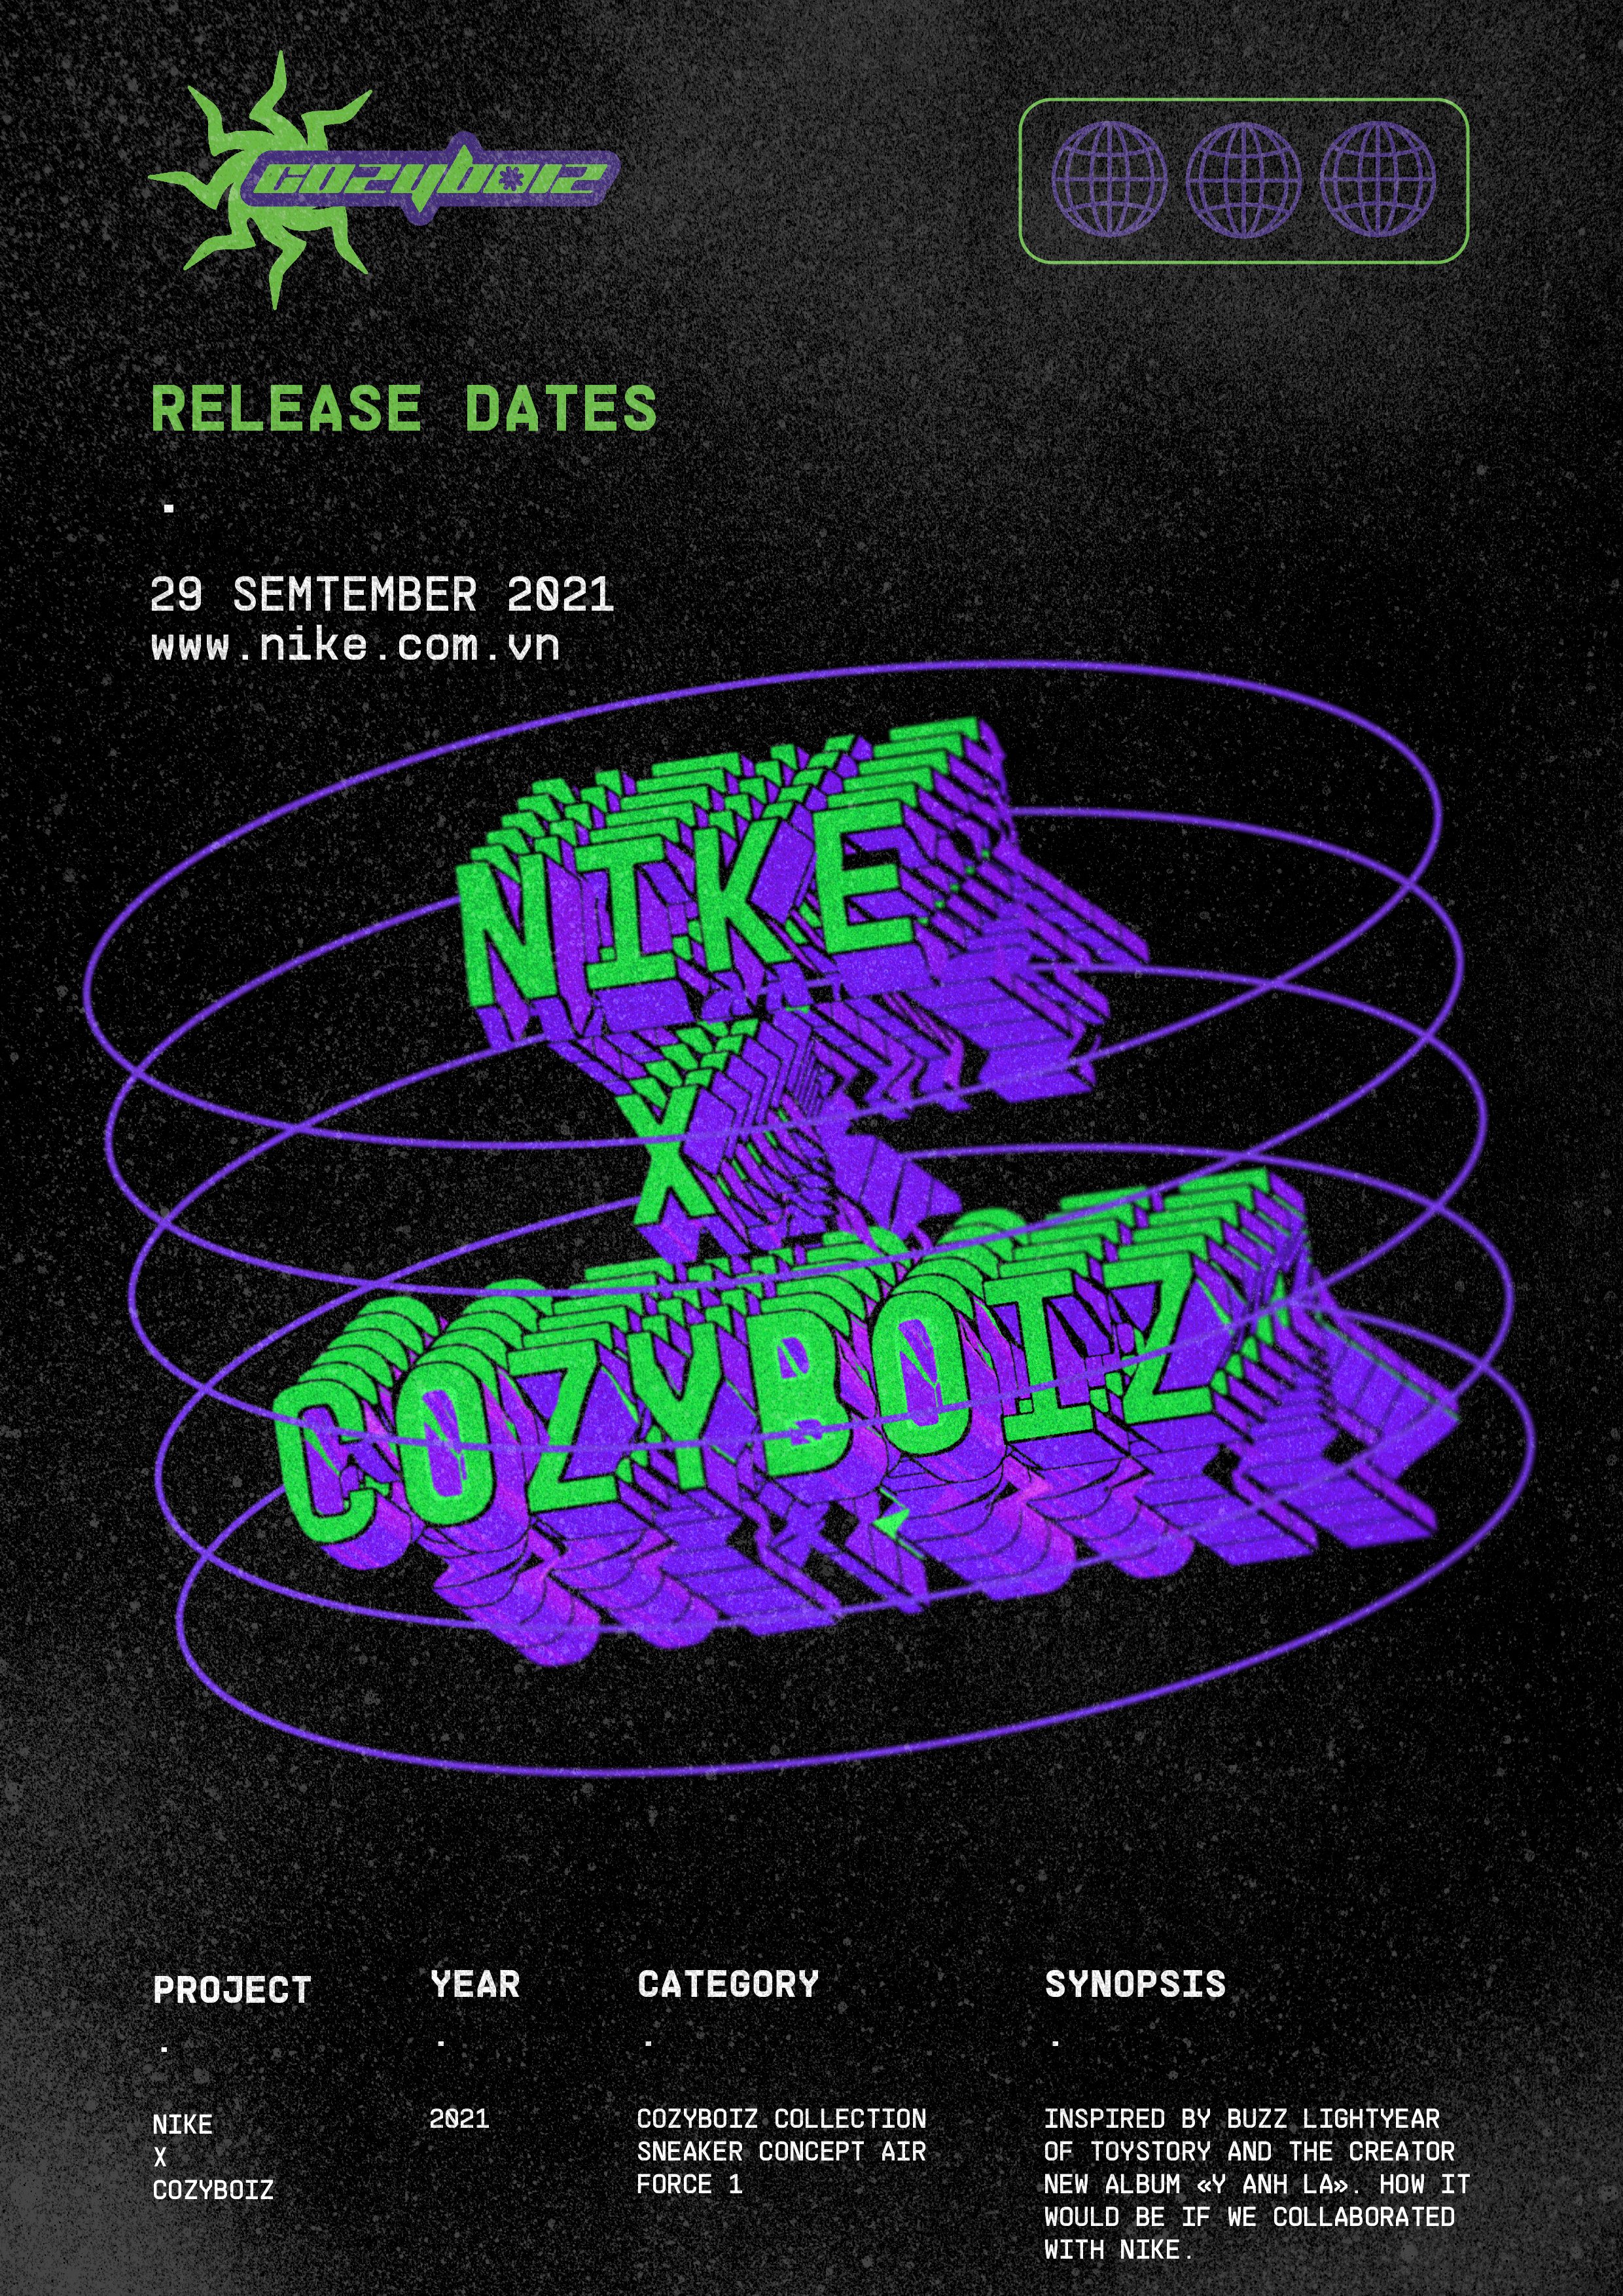 cozyboiz
RELEASE DATES
.
29 SEMTEMBER 2021
www.nike.com.vn
NIKE
X
COZYBOIZ
PROJECT
.
NIKE
X
COZYBOIZ
YEAR
.
2021
CATEGORY
.
COZYBOIZ COLLECTION
SNEAKER CONCEPT AIR
FORCE 1
SYNOPSIS
.
INSPIRED BY BUZZ LIGHTYEAR
OF TOYSTORY AND THE CREATOR
NEW ALBUM «Y ANH LA». HOW IT
WOULD BE IF WE COLLABORATED
WITH NIKE.